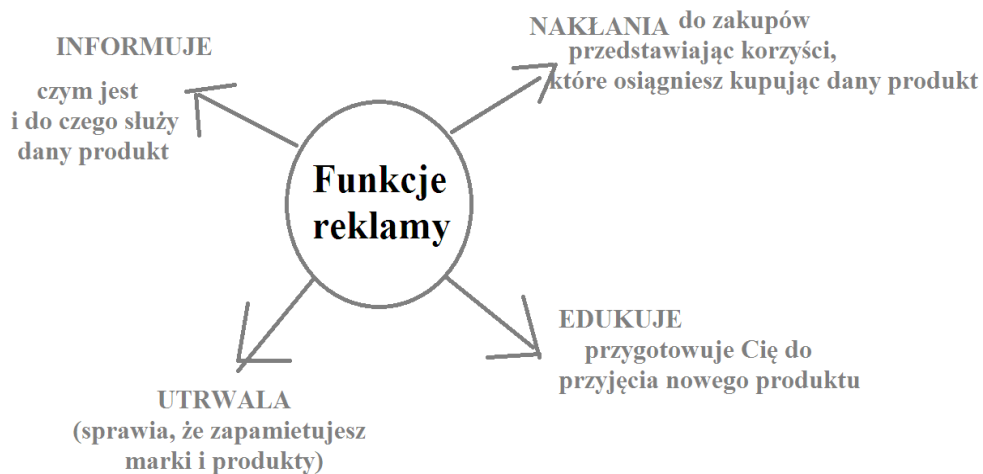 INFORMUJE
czym jest
i do czego służy
dany produkt
NAKŁANIA do zakupów
przedstawiając korzyści,
które osiągniesz kupując dany produkt
Funkcje
reklamy
UTRWALA
(sprawia, że zapamietujesz
marki i produkty)
EDUKUJE
przygotowuje Cię do
przyjęcia nowego produktu